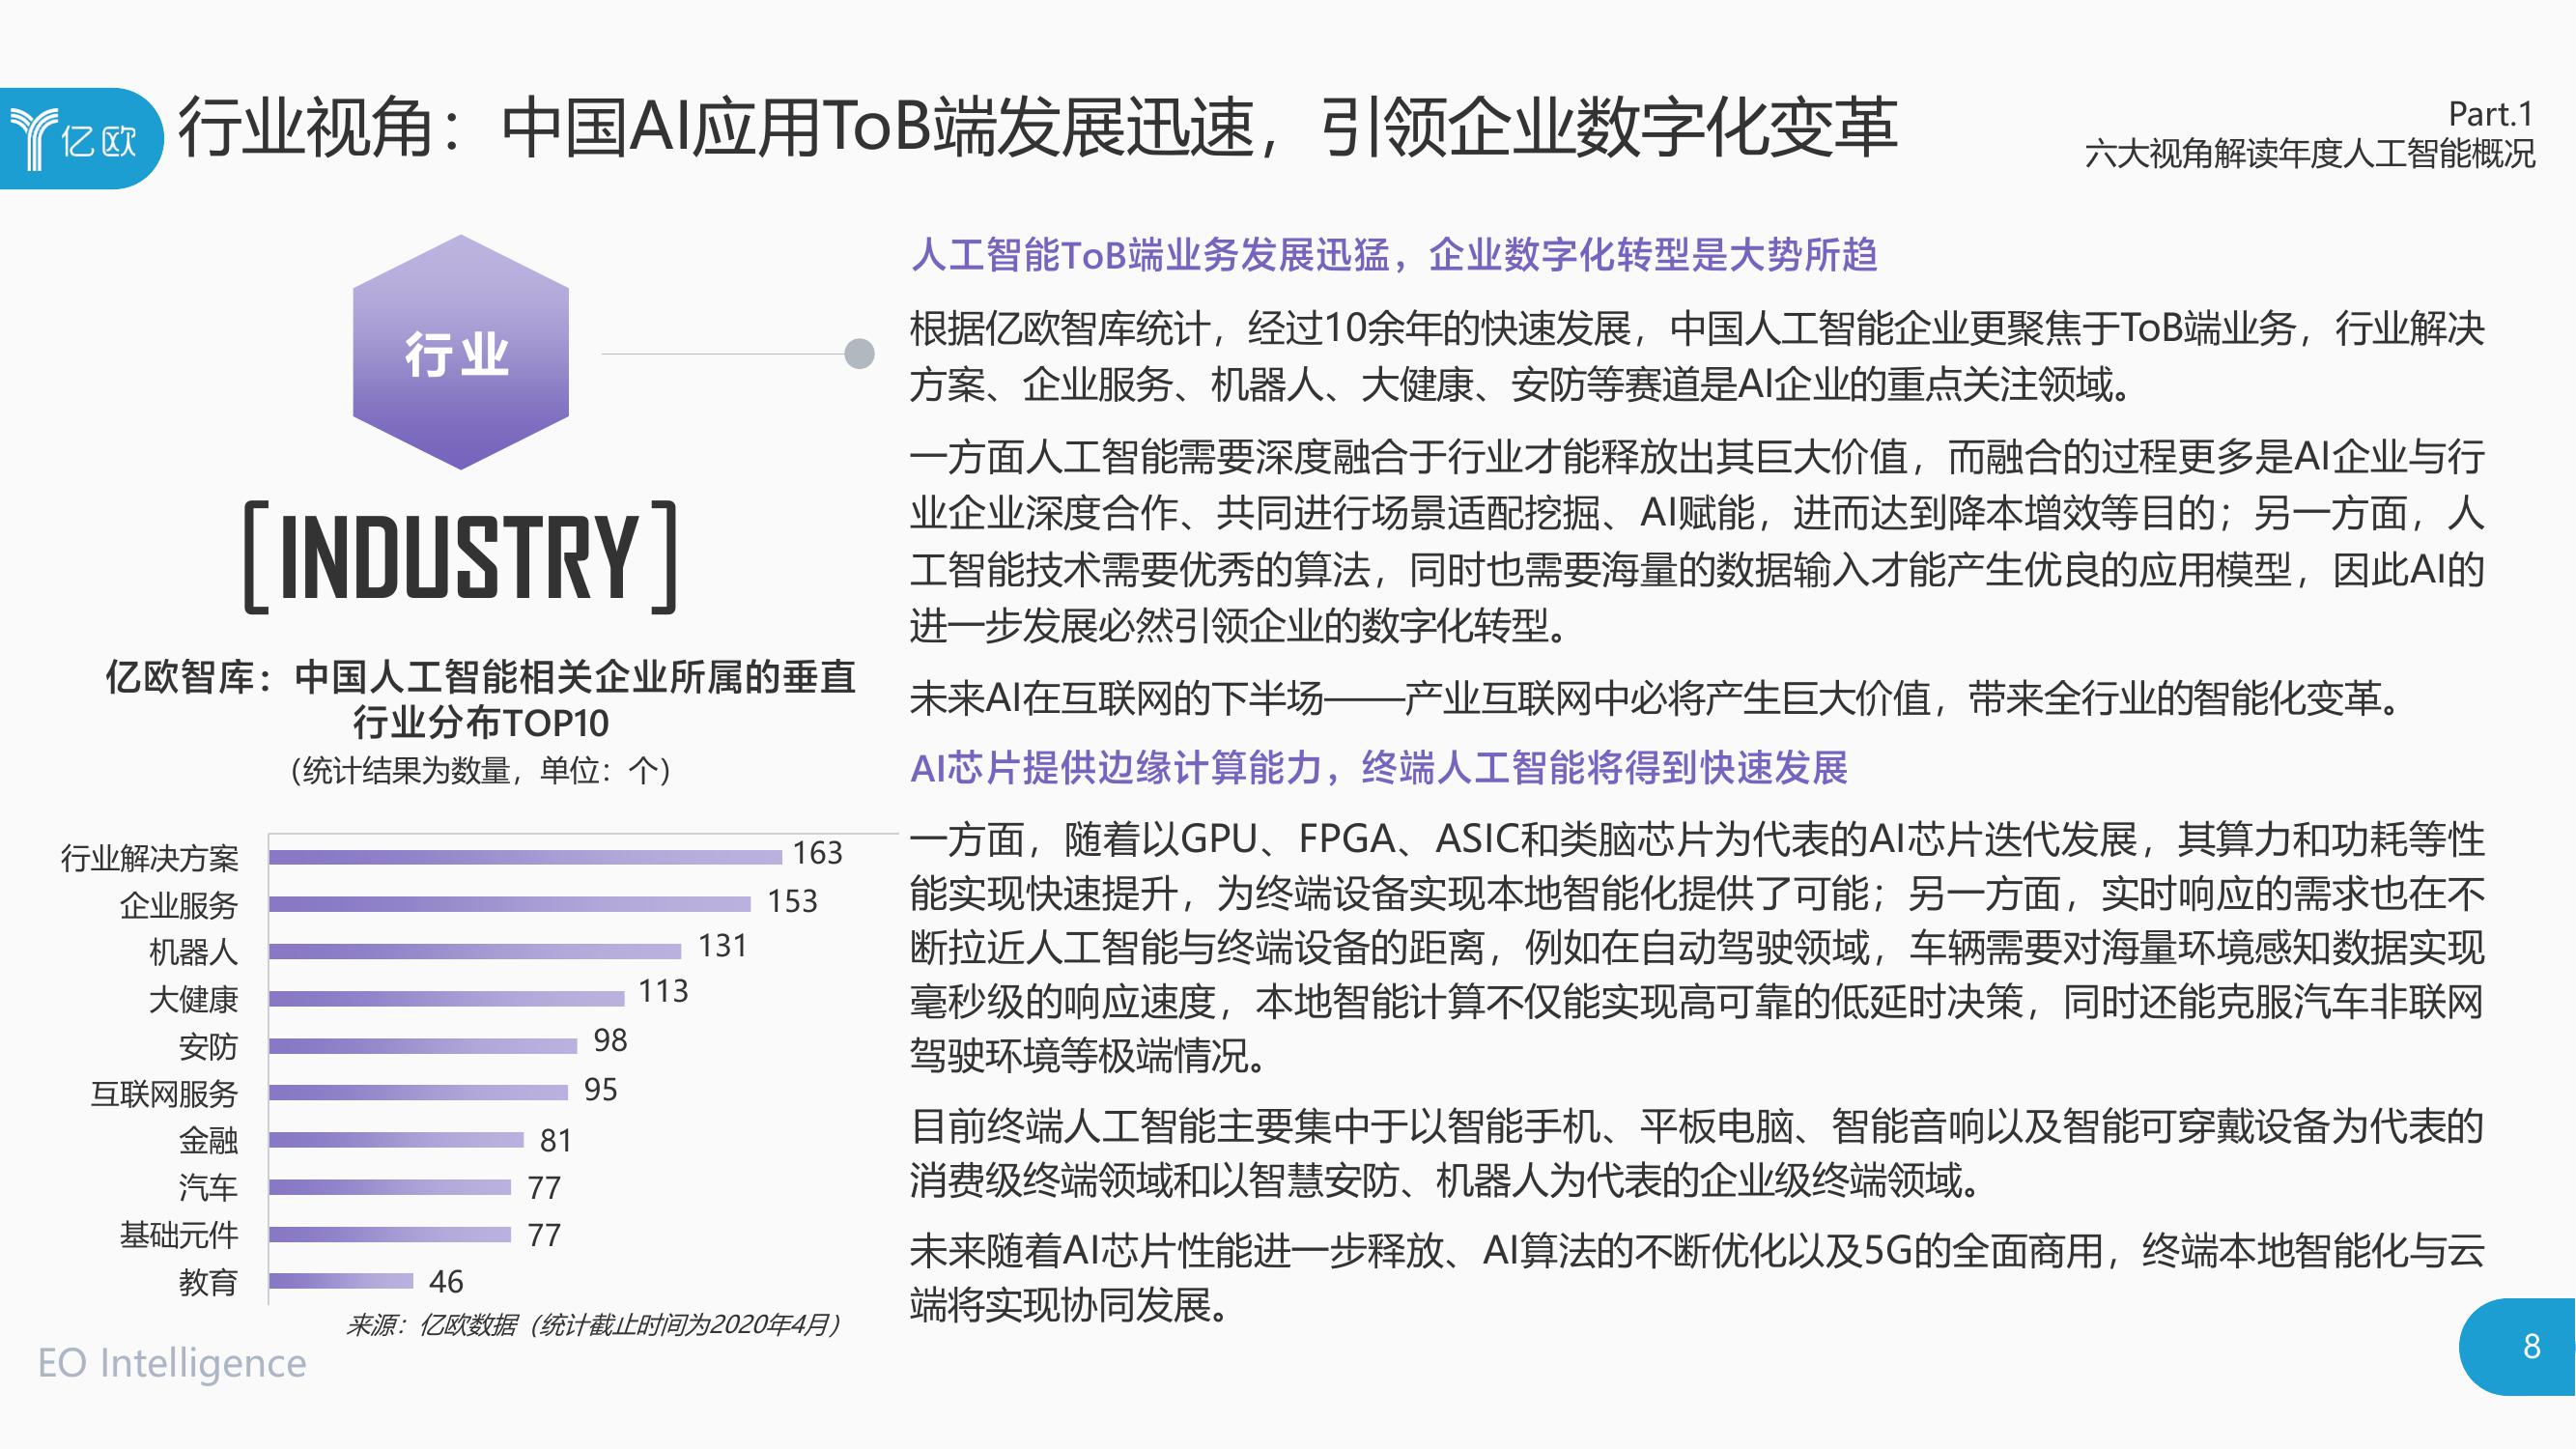 亿欧
行业视角：中国AI应用ToB端发展迅速，引领企业数字化变革
Part.1
六大视角解读年度人工智能概况
行业
[INDUSTRY]
亿欧智库：中国人工智能相关企业所属的垂直
行业分布TOP10
（统计结果为数量，单位：个）
行业解决方案 163
企业服务 153
机器人 131
大健康 113
安防 98
互联网服务 95
金融 81
汽车 77
基础元件 77
教育 46
来源：亿欧数据（统计截止时间为2020年4月）
人工智能ToB端业务发展迅猛，企业数字化转型是大势所趋
根据亿欧智库统计，经过10余年的快速发展，中国人工智能企业更聚焦于ToB端业务，行业解决
方案、企业服务、机器人、大健康、安防等赛道是AI企业的重点关注领域。
一方面人工智能需要深度融合于行业才能释放出其巨大价值，而融合的过程更多是AI企业与行
业企业深度合作、共同进行场景适配挖掘、AI赋能，进而达到降本增效等目的；另一方面，人
工智能技术需要优秀的算法，同时也需要海量的数据输入才能产生优良的应用模型，因此AI的
进一步发展必然引领企业的数字化转型。
未来AI在互联网的下半场——产业互联网中必将产生巨大价值，带来全行业的智能化变革。
AI芯片提供边缘计算能力，终端人工智能将得到快速发展
一方面，随着以GPU、FPGA、ASIC和类脑芯片为代表的AI芯片迭代发展，其算力和功耗等性
能实现快速提升，为终端设备实现本地智能化提供了可能；另一方面，实时响应的需求也在不
断拉近人工智能与终端设备的距离，例如在自动驾驶领域，车辆需要对海量环境感知数据实现
毫秒级的响应速度，本地智能计算不仅能实现高可靠的低延时决策，同时还能克服汽车非联网
驾驶环境等极端情况。
目前终端人工智能主要集中于以智能手机、平板电脑、智能音响以及智能可穿戴设备为代表的
消费级终端领域和以智慧安防、机器人为代表的企业级终端领域。
未来随着AI芯片性能进一步释放、AI算法的不断优化以及5G的全面商用，终端本地智能化与云
端将实现协同发展。
EO Intelligence
8